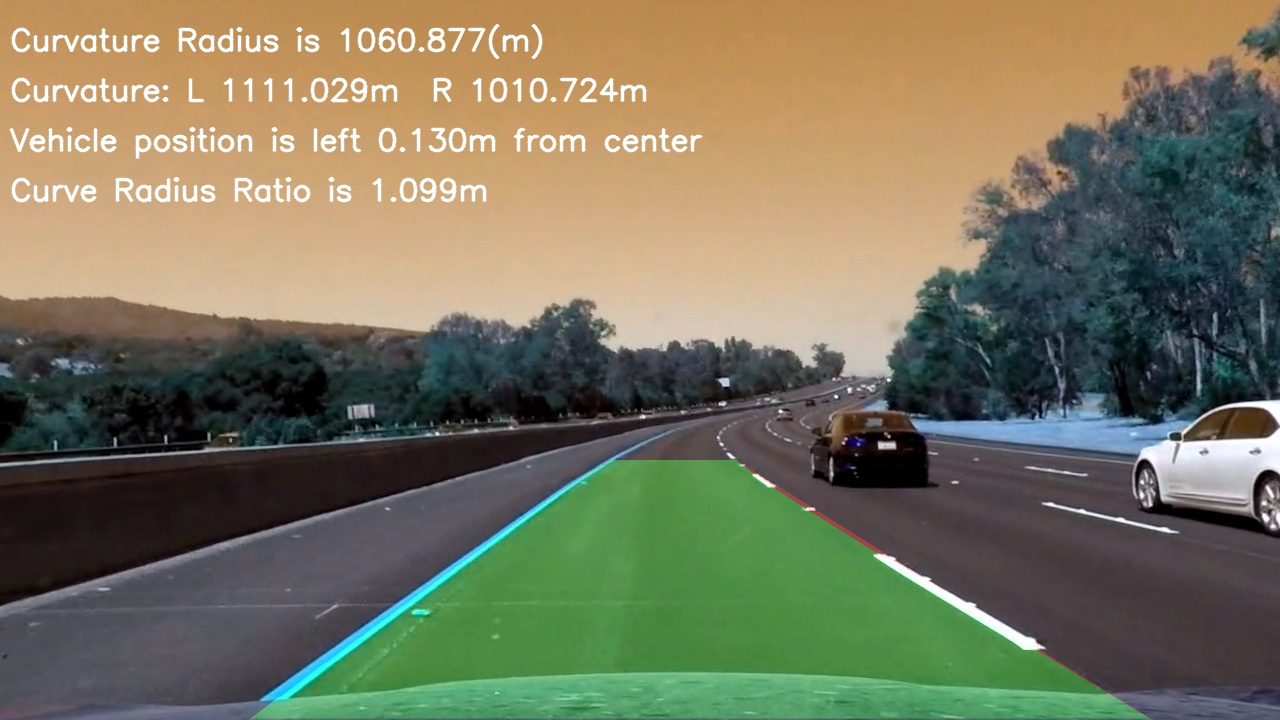 Curvature Radius is 1060.877(m)
Curvature: L 1111.029m R 1010.724m
Vehicle position is left 0.130m from center
Curve Radius Ratio is 1.099m